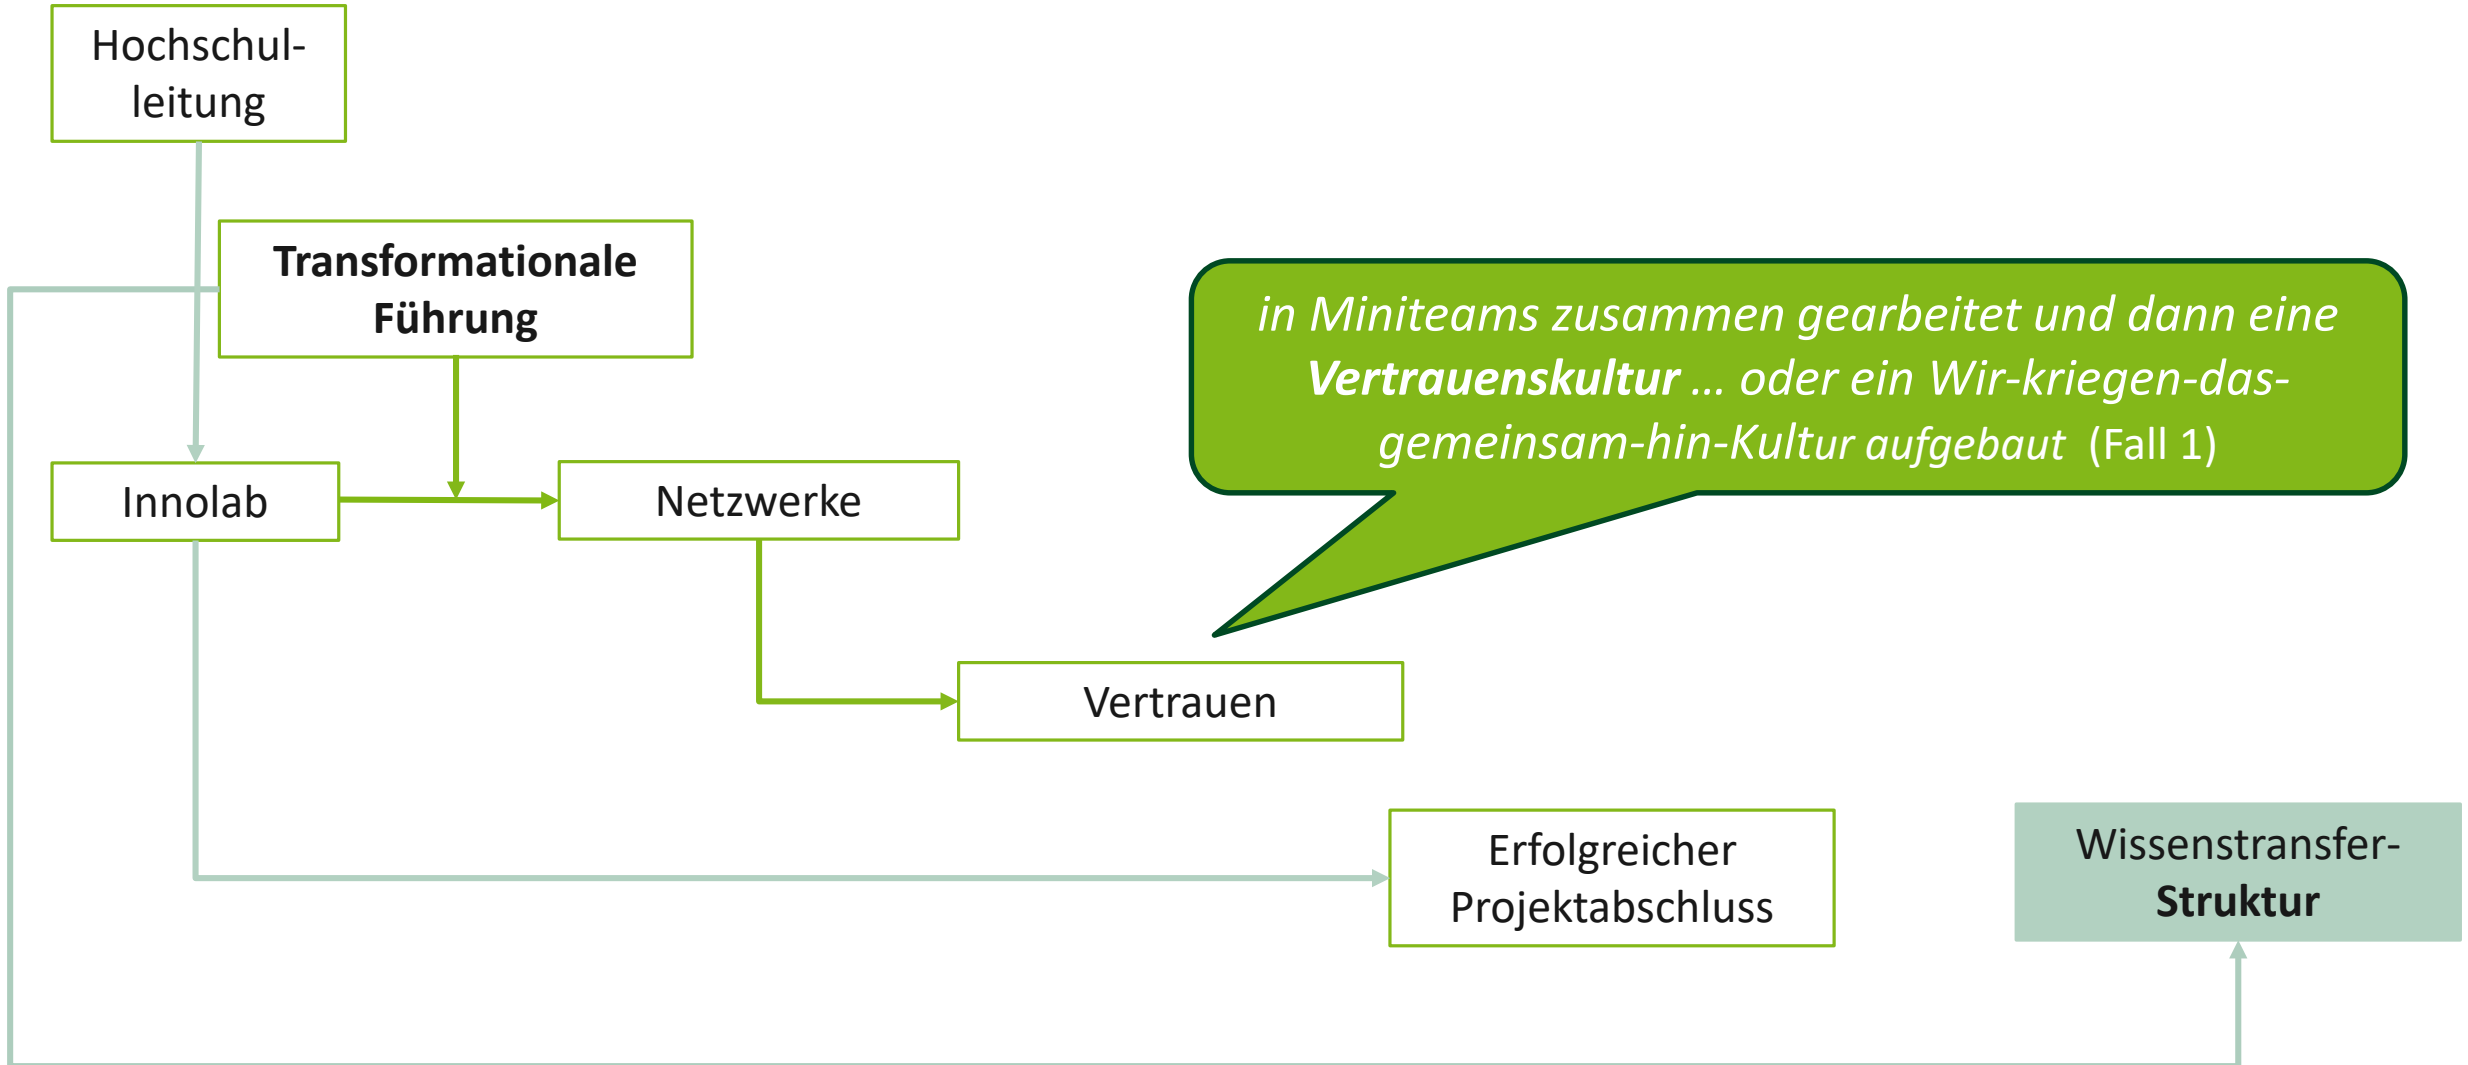 Hochschul-
leitung
Transformationale
Führung
in Miniteams zusammen gearbeitet und dann eine
Vertrauenskultur ... oder ein Wir-kriegen-das-
gemeinsam-hin-Kultur aufgebaut (Fall 1)
Innolab
Netzwerke
Vertrauen
Erfolgreicher
Projektabschluss
Wissenstransfer-
Struktur